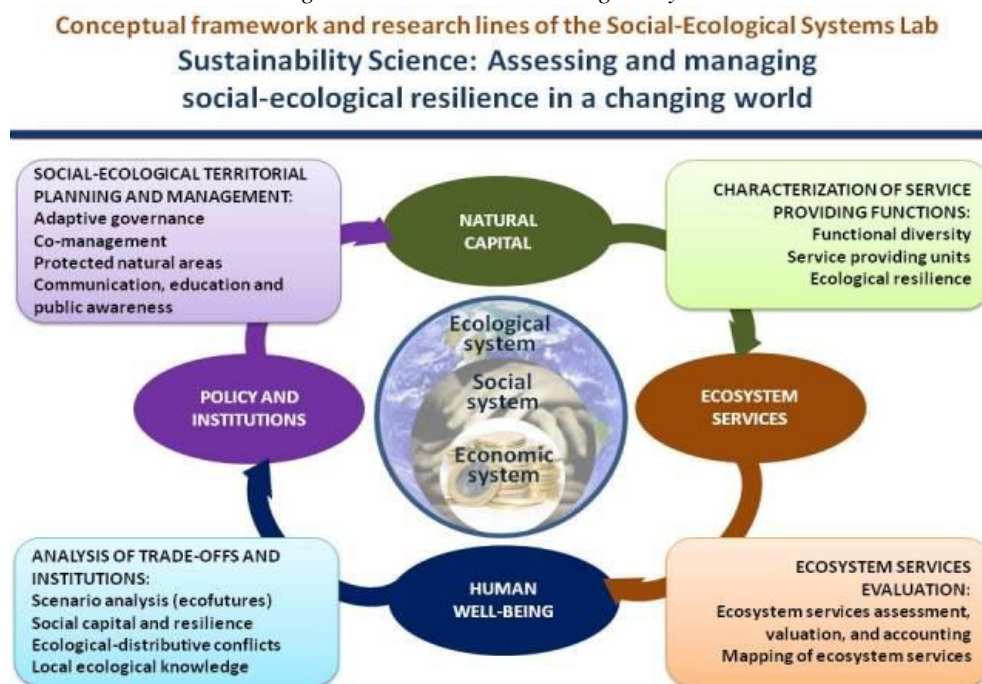 Conceptual framework and research lines of the Social-Ecological Systems Lab
Sustainability Science: Assessing and managing
social-ecological resilience in a changing world
SOCIAL-ECOLOGICAL TERRITORIAL
PLANNING AND MANAGEMENT:
Adaptive governance
Co-management
Protected natural areas
Communication, education and
public awareness
NATURAL
CAPITAL
CHARACTERIZATION OF SERVICE
PROVIDING FUNCTIONS:
Functional diversity
Service providing units
Ecological resilience
POLICY AND
INSTITUTIONS
Ecological
system
Social
system
Economic
system
ECOSYSTEM
SERVICES
ANALYSIS OF TRADE-OFFS AND
INSTITUTIONS:
Scenario analysis (ecofutures)
Social capital and resilience
Ecological-distributive conflicts
Local ecological knowledge
HUMAN
WELL-BEING
ECOSYSTEM SERVICES
EVALUATION:
Ecosystem services assessment,
valuation, and accounting
Mapping of ecosystem services